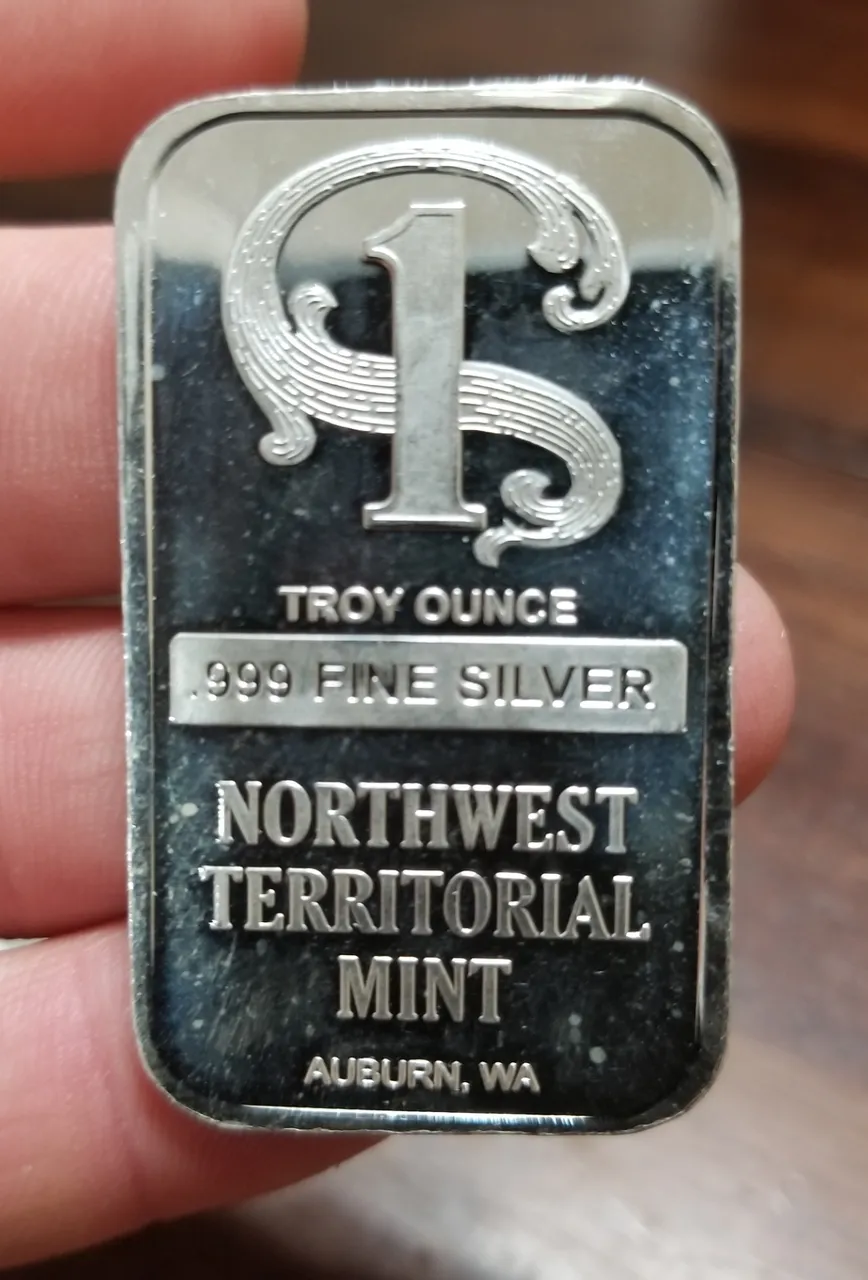 1
TROY OUNCE
.999 FINE SILVER
NORTHWEST
TERRITORIAL
MINT
AUBURN, WA